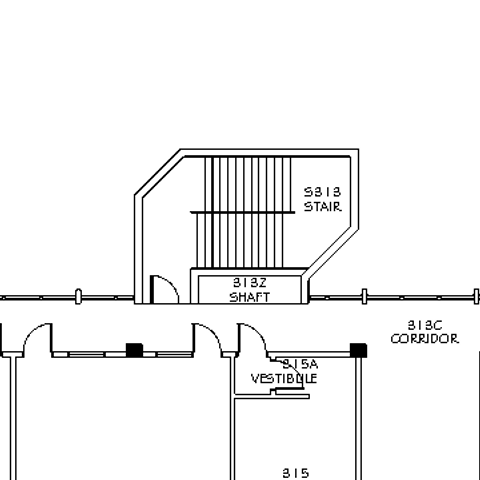 S313
STAIR
313Z
SHAFT
313C
CORRIDOR
315A
VESTIBULE
315